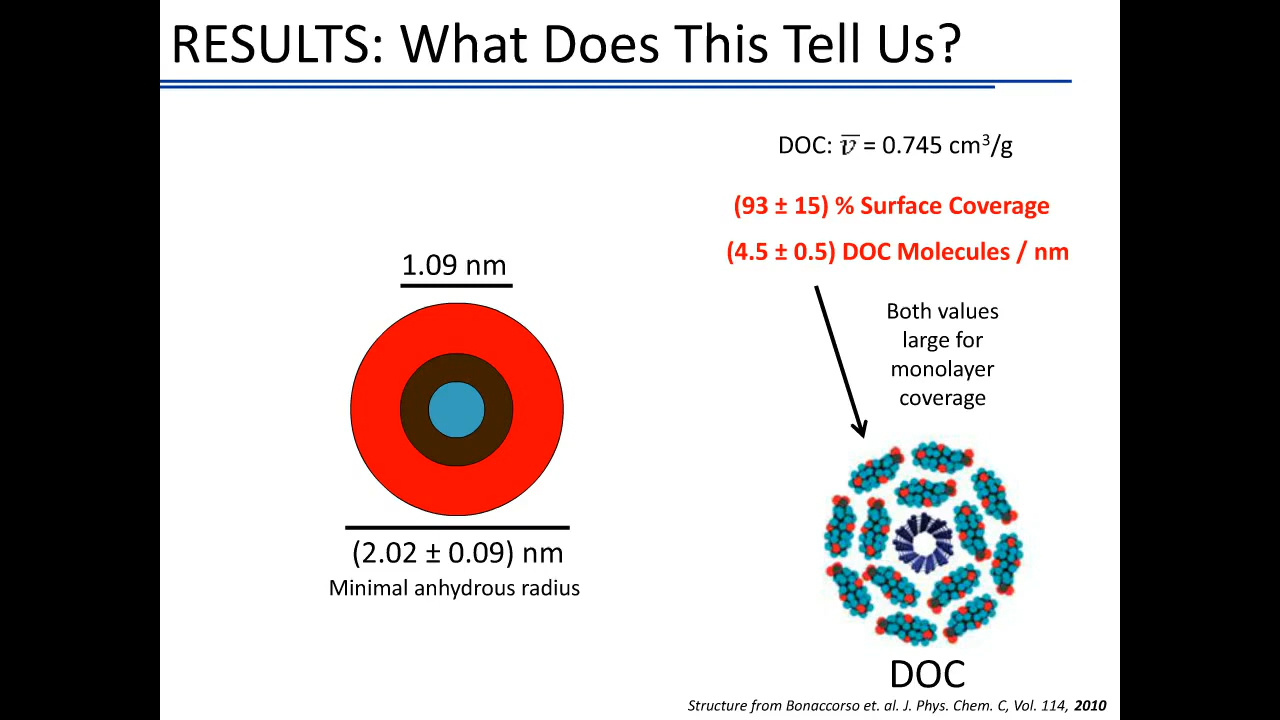 RESULTS: What Does This Tell Us?
DOC: v̅ = 0.745 cm³/g
(93 ± 15) % Surface Coverage
(4.5 ± 0.5) DOC Molecules / nm
1.09 nm
Both values
large for
monolayer
coverage
(2.02 ± 0.09) nm
Minimal anhydrous radius
DOC
Structure from Bonaccorso et. al. J. Phys. Chem. C, Vol. 114, 2010